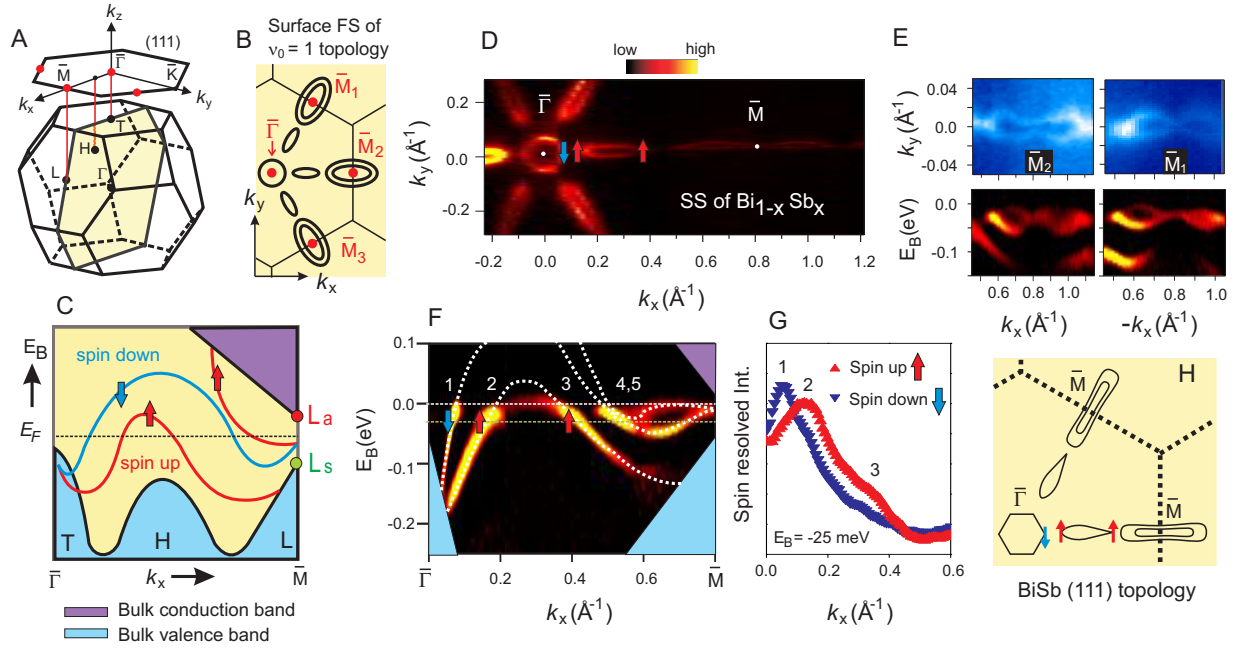 A
k_z
(111)
Γ̄
M̄
K̄
k_x
k_y
T
H
L
Γ
B
Surface FS of
ν₀ = 1 topology
M̄₁
Γ̄
M̄₂
k_y
M̄₃
k_x
C
E_B
spin down
L_a
E_F
L_s
spin up
T
H
L
Γ̄
k_x
M̄
Bulk conduction band
Bulk valence band
D
low
high
k_y(Å⁻¹)
0.2
0.0
-0.2
Γ̄
M̄
SS of Bi₁₋ₓ Sbₓ
-0.2 0.0 0.2 0.4 0.6 0.8 1.0 1.2
k_x(Å⁻¹)
E
k_y(Å⁻¹)
0.04
0.00
-0.04
M̄₂
M̄₁
E_B(eV)
-0.0
-0.1
0.6 0.8 1.0
0.6 0.8 1.0
k_x(Å⁻¹)
-k_x(Å⁻¹)
F
E_B(eV)
0.1
0.0
-0.1
-0.2
1
2
3
4,5
Γ̄
0.2 0.4 0.6
M̄
k_x(Å⁻¹)
G
Spin resolved Int.
1
2
3
Spin up
Spin down
E_B = -25 meV
0.0 0.2 0.4 0.6
k_x(Å⁻¹)
H
M̄
Γ̄
M̄
BiSb (111) topology